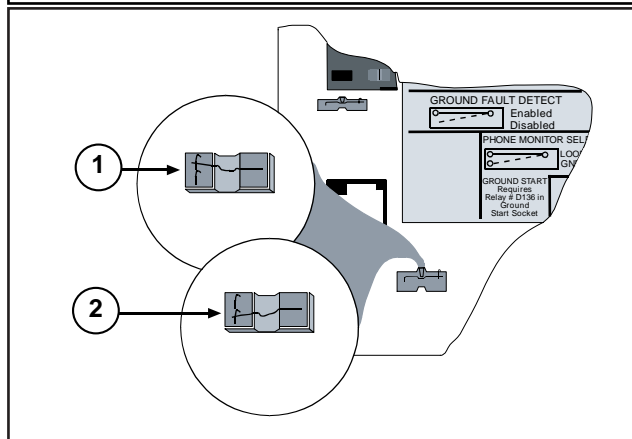 GROUND FAULT DETECT
Enabled
Disabled
PHONE MONITOR SEL
LOO
GN
GROUND START
Requires
Relay # D136 in
Ground
Start Socket
1
2